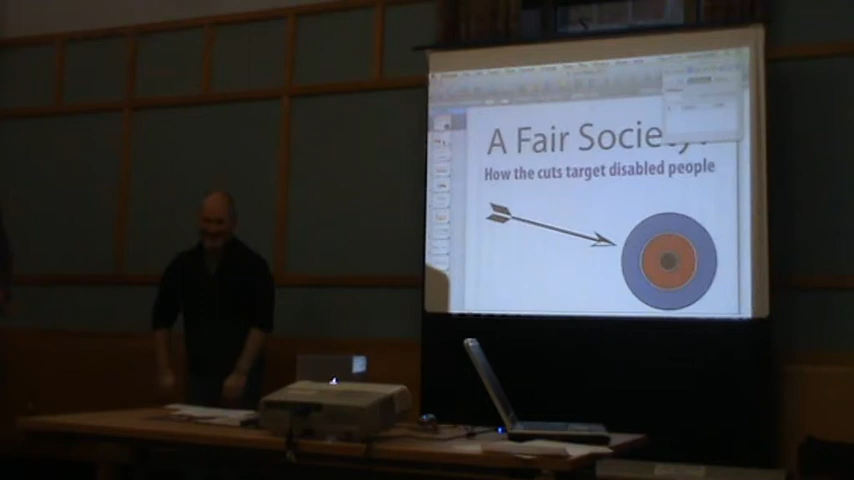 A Fair Society?
How the cuts target disabled people